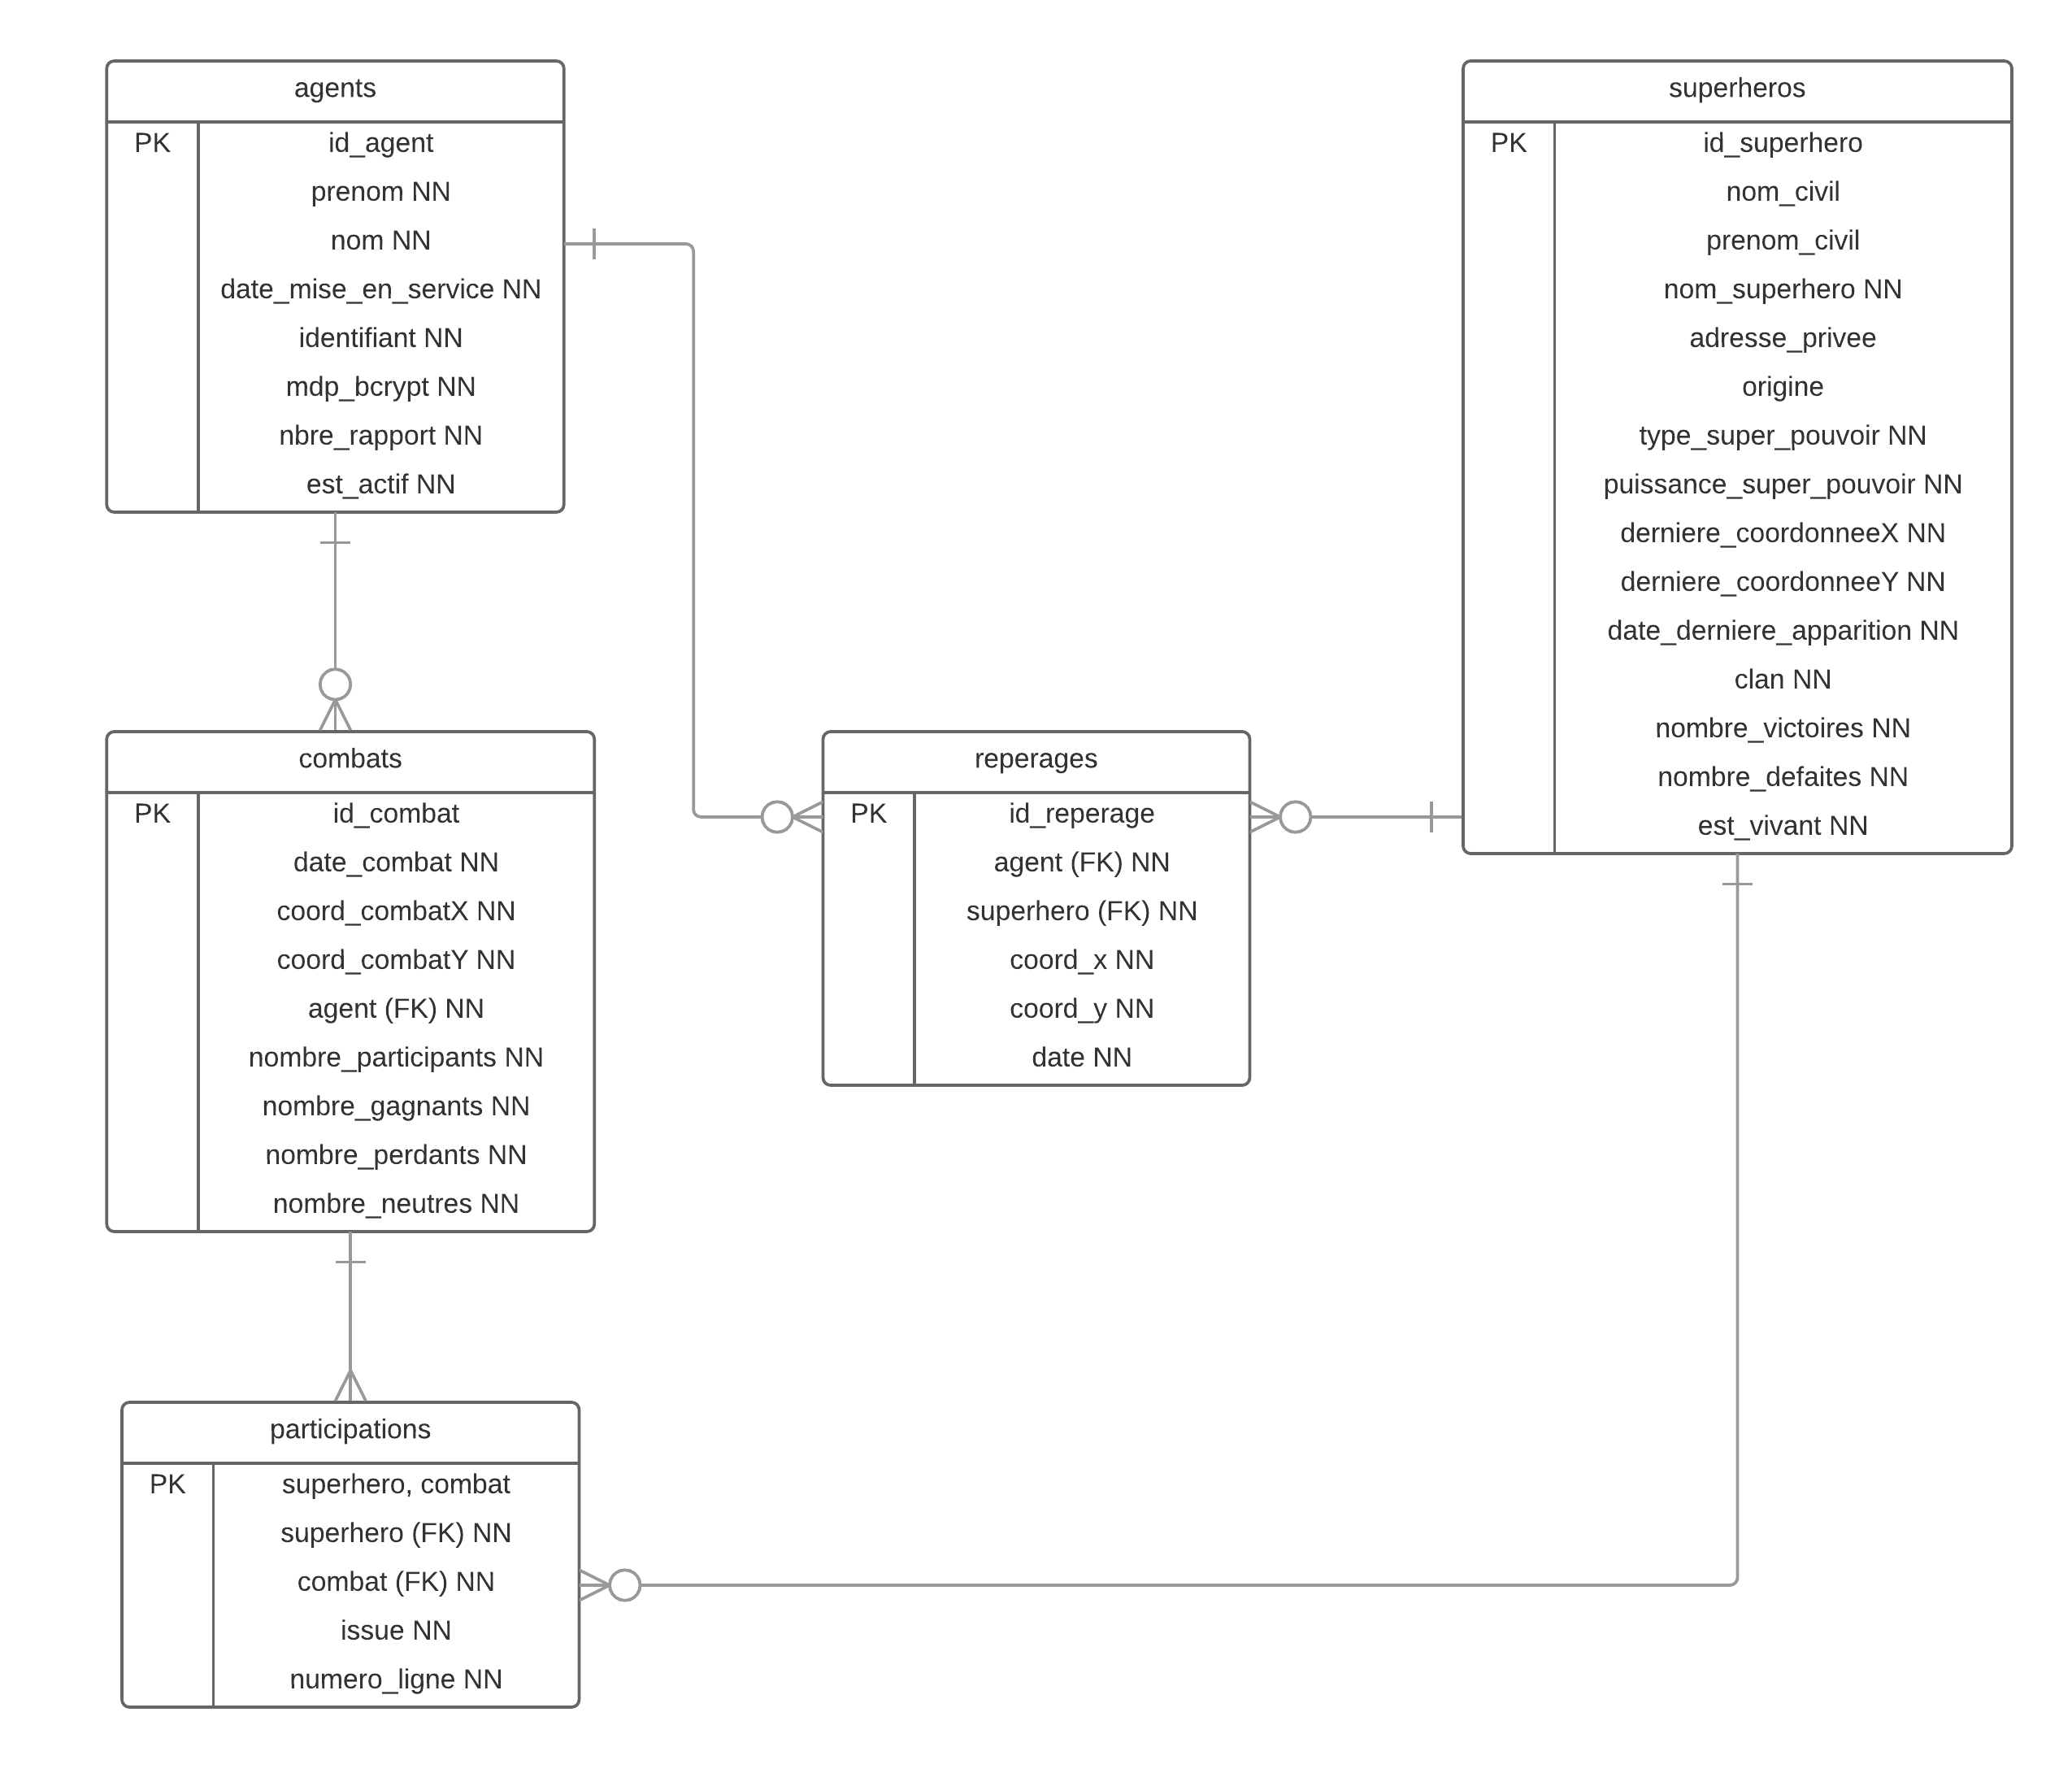 agents
PK
id_agent
prenom NN
nom NN
date_mise_en_service NN
identifiant NN
mdp_bcrypt NN
nbre_rapport NN
est_actif NN
superheros
PK
id_superhero
nom_civil
prenom_civil
nom_superhero NN
adresse_privee
origine
type_super_pouvoir NN
puissance_super_pouvoir NN
derniere_coordonneeX NN
derniere_coordonneeY NN
date_derniere_apparition NN
clan NN
nombre_victoires NN
nombre_defaites NN
est_vivant NN
combats
PK
id_combat
date_combat NN
coord_combatX NN
coord_combatY NN
agent (FK) NN
nombre_participants NN
nombre_gagnants NN
nombre_perdants NN
nombre_neutres NN
reperages
PK
id_reperage
agent (FK) NN
superhero (FK) NN
coord_x NN
coord_y NN
date NN
participations
PK
superhero, combat
superhero (FK) NN
combat (FK) NN
issue NN
numero_ligne NN